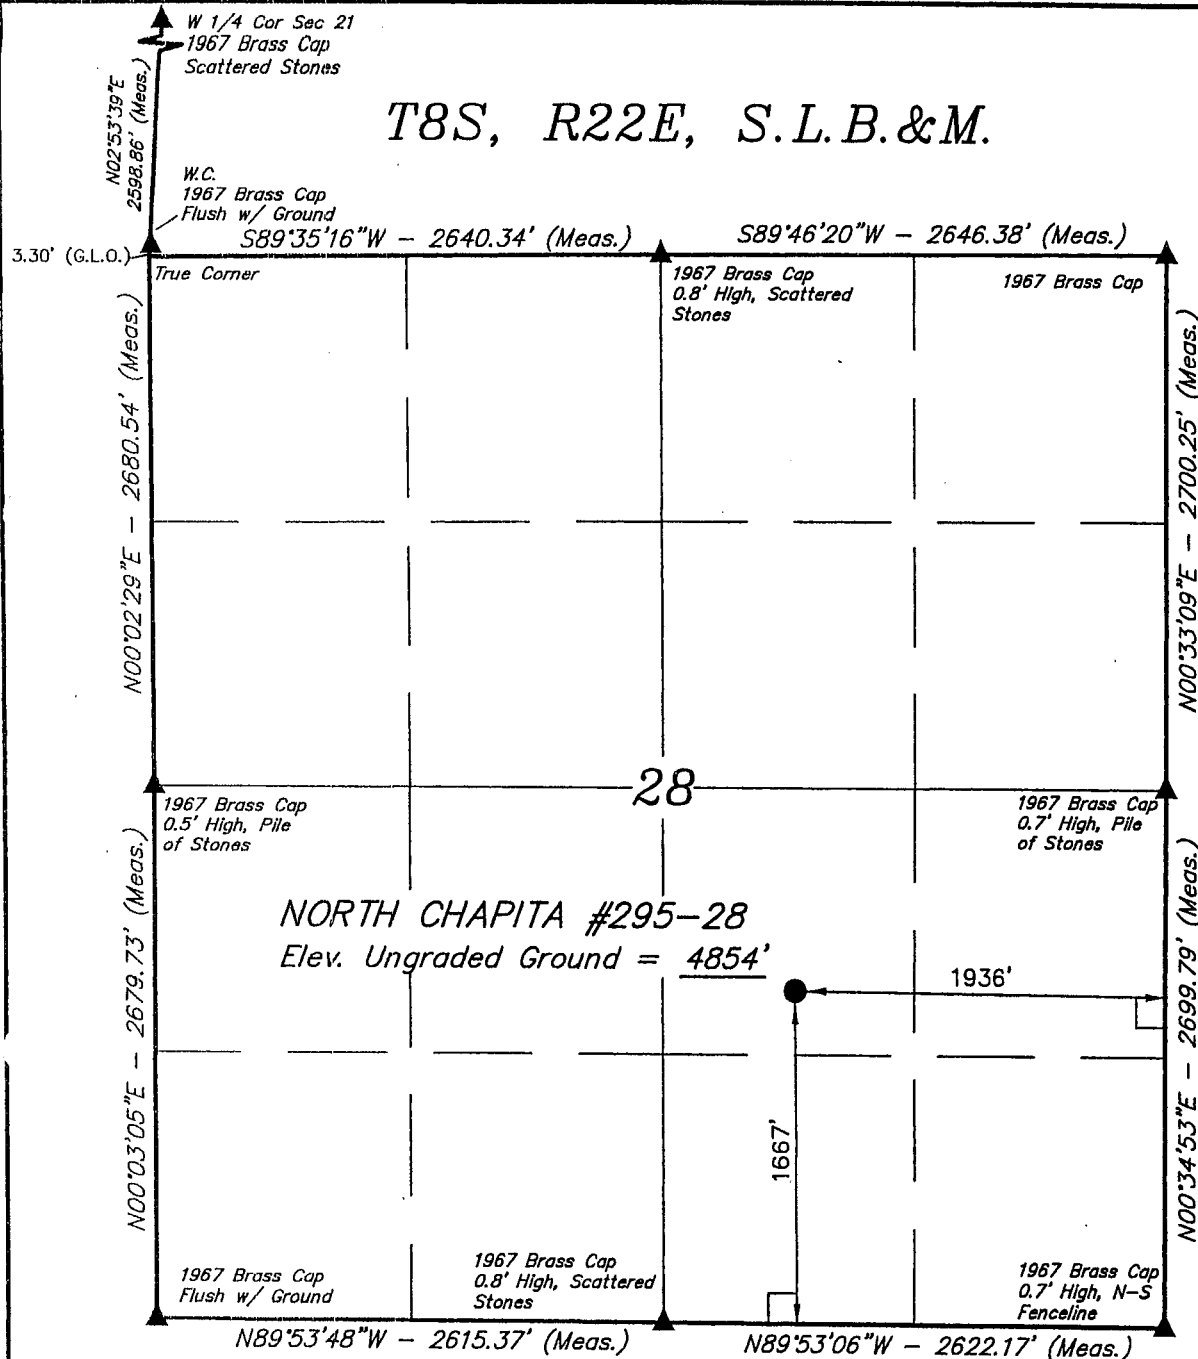 W 1/4 Cor Sec 21
1967 Brass Cap
Scattered Stones
N02°53'39"E
2598.86' (Meas.)
T8S, R22E, S.L.B.&M.
W.C.
1967 Brass Cap
Flush w/ Ground
3.30' (G.L.O.)
S89°35'16"W - 2640.34' (Meas.)
S89°46'20"W - 2646.38' (Meas.)
True Corner
1967 Brass Cap
0.8' High, Scattered
Stones
1967 Brass Cap
N00°02'29"E - 2680.54' (Meas.)
N00°33'09"E - 2700.25' (Meas.)
28
1967 Brass Cap
0.5' High, Pile
of Stones
1967 Brass Cap
0.7' High, Pile
of Stones
NORTH CHAPITA #295-28
Elev. Ungraded Ground = 4854'
1936'
1667'
N00°03'05"E - 2679.73' (Meas.)
N00°34'53"E - 2699.79' (Meas.)
1967 Brass Cap
Flush w/ Ground
1967 Brass Cap
0.8' High, Scattered
Stones
1967 Brass Cap
0.7' High, N-S
Fenceline
N89°53'48"W - 2615.37' (Meas.)
N89°53'06"W - 2622.17' (Meas.)